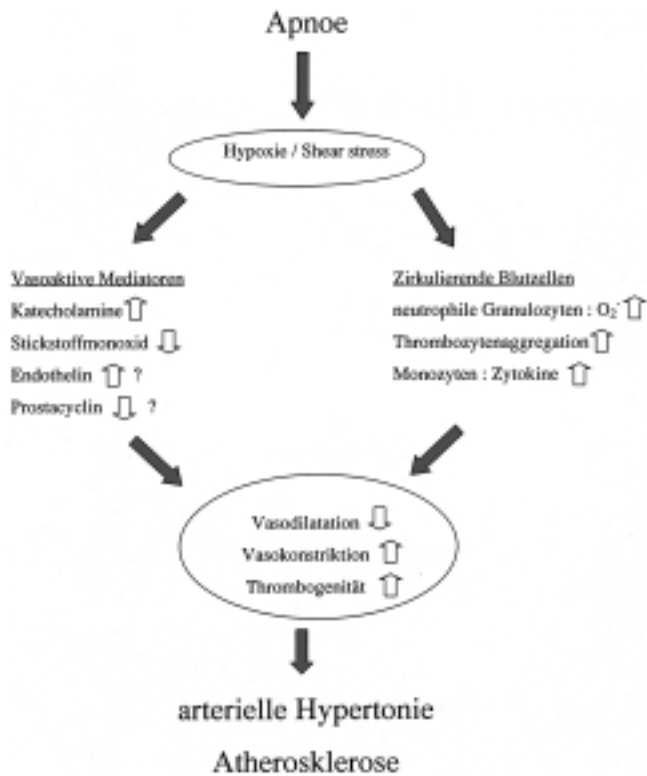 Apnoe
Hypoxie / Shear stress
Vasoaktive Mediatoren
Katecholamine ⇧
Stickstoffmonoxid ⇩
Endothelin ⇧ ?
Prostacyclin ⇩ ?
Zirkulierende Blutzellen
neutrophile Granulozyten : O₂⁻ ⇧
Thrombozytenaggregation ⇧
Monozyten : Zytokine ⇧
Vasodilatation ⇩
Vasokonstriktion ⇧
Thrombogenität ⇧
arterielle Hypertonie
Atherosklerose